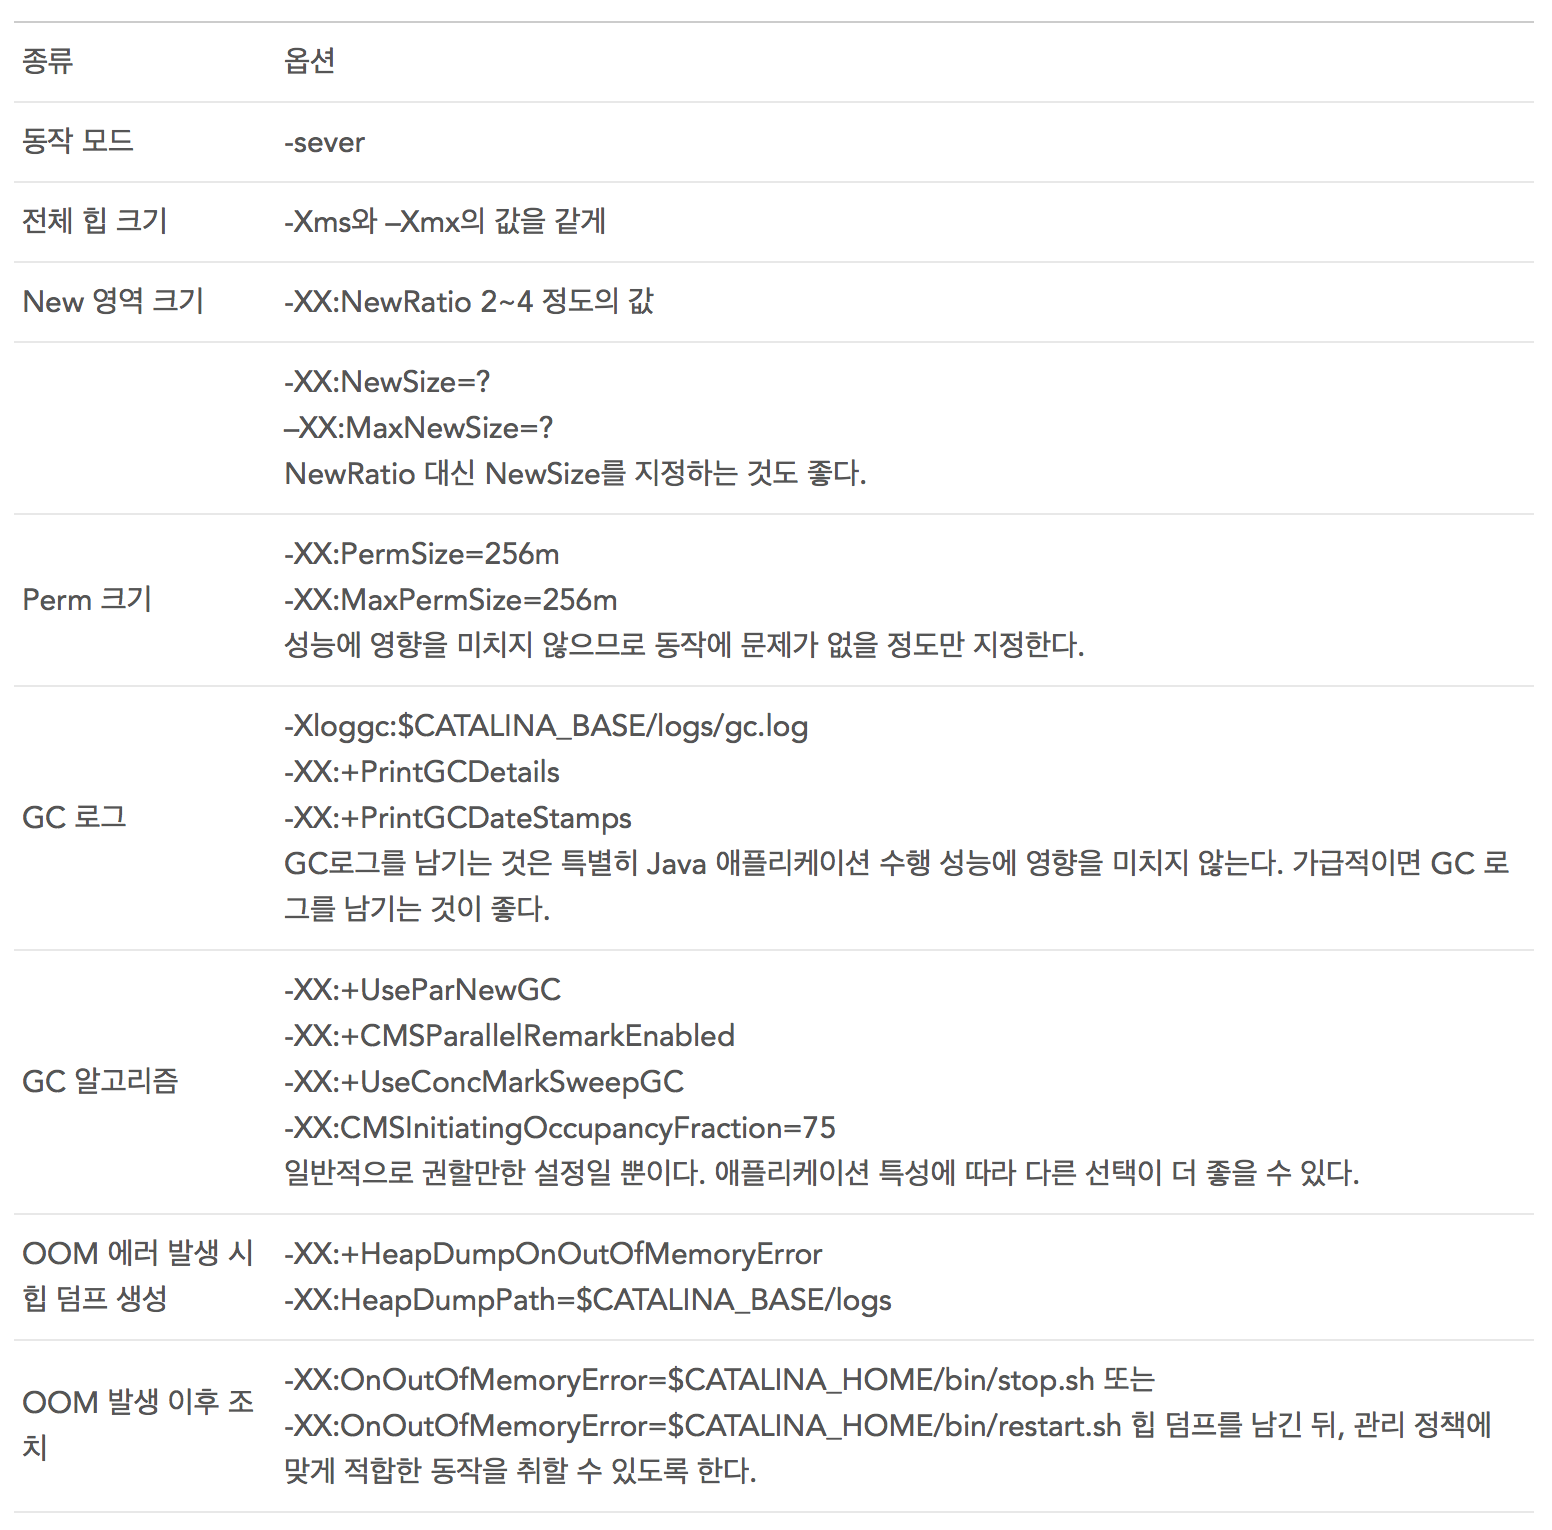 종류 옵션
동작 모드 -sever
전체 힙 크기 -Xms와 –Xmx의 값을 같게
New 영역 크기 -XX:NewRatio 2~4 정도의 값
-XX:NewSize=?
–XX:MaxNewSize=?
NewRatio 대신 NewSize를 지정하는 것도 좋다.
Perm 크기
-XX:PermSize=256m
-XX:MaxPermSize=256m
성능에 영향을 미치지 않으므로 동작에 문제가 없을 정도만 지정한다.
GC 로그
-Xloggc:$CATALINA_BASE/logs/gc.log
-XX:+PrintGCDetails
-XX:+PrintGCDateStamps
GC로그를 남기는 것은 특별히 Java 애플리케이션 수행 성능에 영향을 미치지 않는다. 가급적이면 GC 로
그를 남기는 것이 좋다.
GC 알고리즘
-XX:+UseParNewGC
-XX:+CMSParallelRemarkEnabled
-XX:+UseConcMarkSweepGC
-XX:CMSInitiatingOccupancyFraction=75
일반적으로 권할만한 설정일 뿐이다. 애플리케이션 특성에 따라 다른 선택이 더 좋을 수 있다.
OOM 에러 발생 시
힙 덤프 생성
-XX:+HeapDumpOnOutOfMemoryError
-XX:HeapDumpPath=$CATALINA_BASE/logs
OOM 발생 이후 조
치
-XX:OnOutOfMemoryError=$CATALINA_HOME/bin/stop.sh 또는
-XX:OnOutOfMemoryError=$CATALINA_HOME/bin/restart.sh 힙 덤프를 남긴 뒤, 관리 정책에
맞게 적합한 동작을 취할 수 있도록 한다.